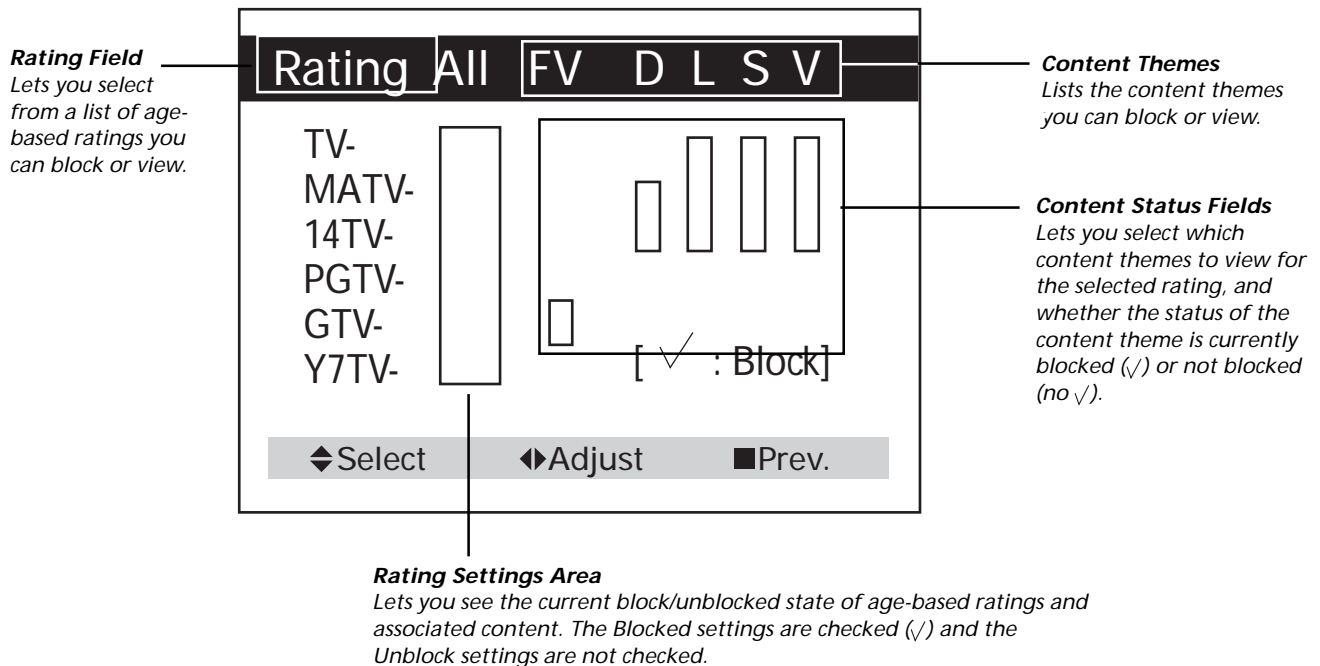 Rating Field
Lets you select
from a list of age-
based ratings you
can block or view.
Rating All FV D L S V
Content Themes
Lists the content themes
you can block or view.
TV-
MATV-
14TV-
PGTV-
GTV-
Y7TV-
[ √ : Block]
Content Status Fields
Lets you select which
content themes to view for
the selected rating, and
whether the status of the
content theme is currently
blocked (√) or not blocked
(no √).
Select Adjust Prev.
Rating Settings Area
Lets you see the current block/unblocked state of age-based ratings and
associated content. The Blocked settings are checked (√) and the
Unblock settings are not checked.